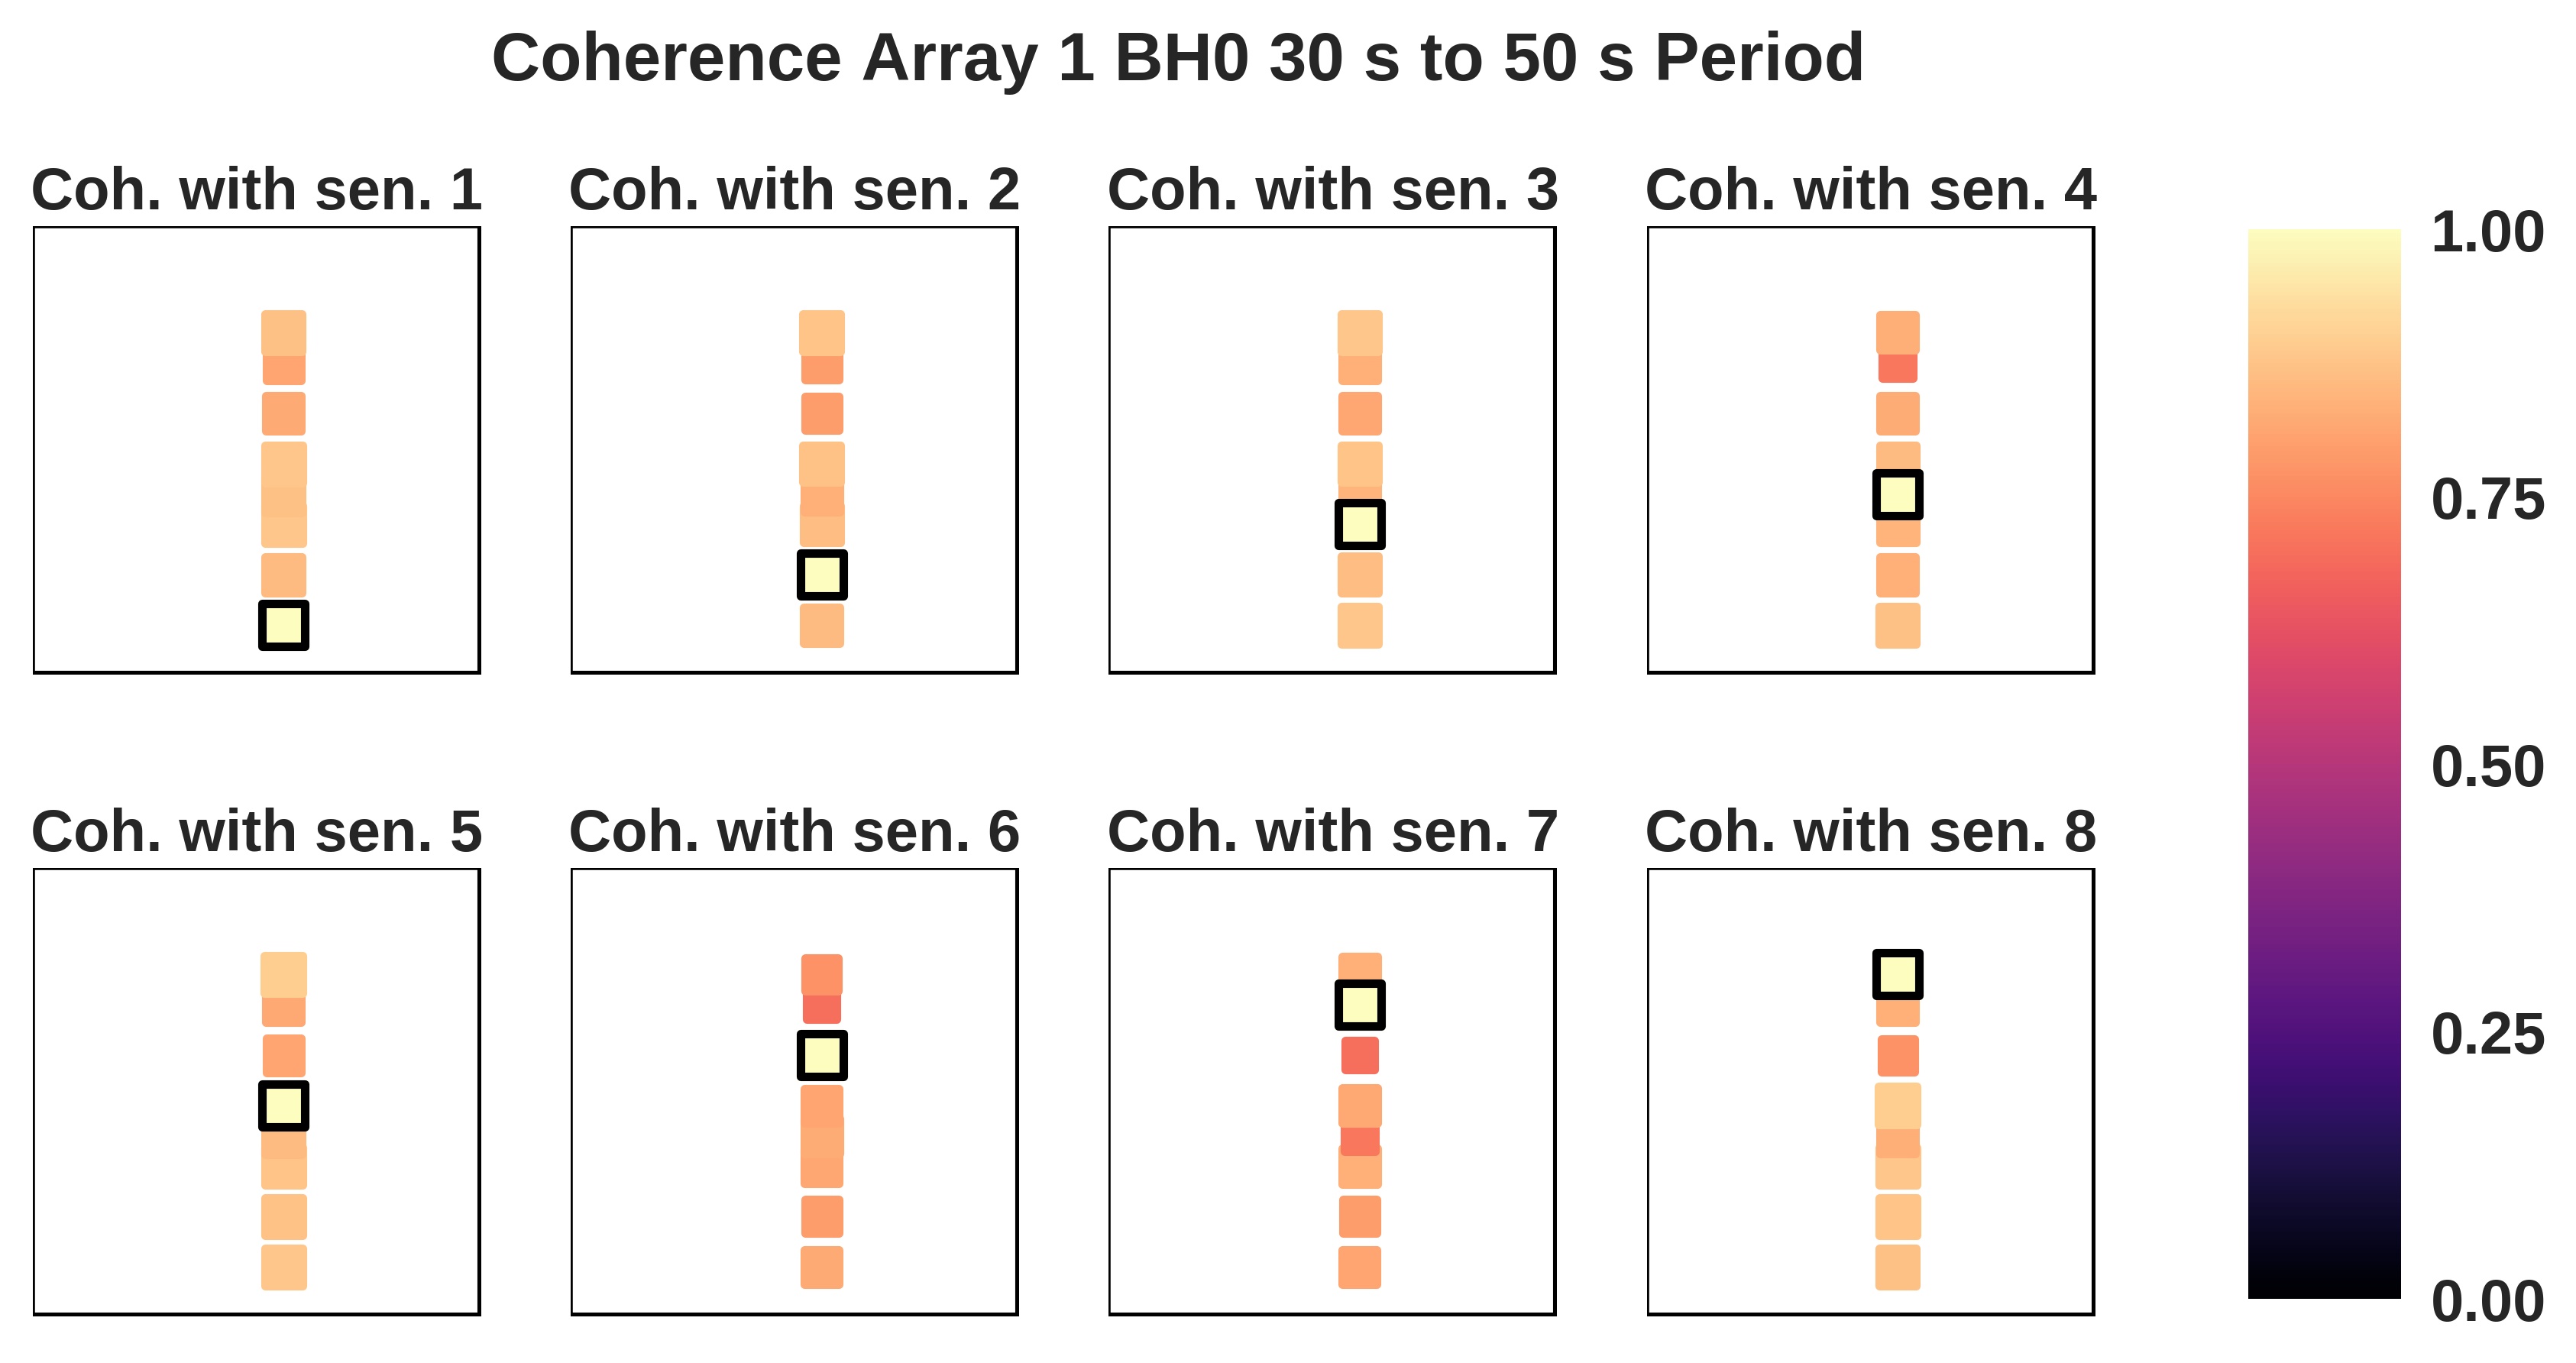 Coherence Array 1 BH0 30 s to 50 s Period
Coh. with sen. 1
Coh. with sen. 2
Coh. with sen. 3
Coh. with sen. 4
Coh. with sen. 5
Coh. with sen. 6
Coh. with sen. 7
Coh. with sen. 8
1.00
0.75
0.50
0.25
0.00